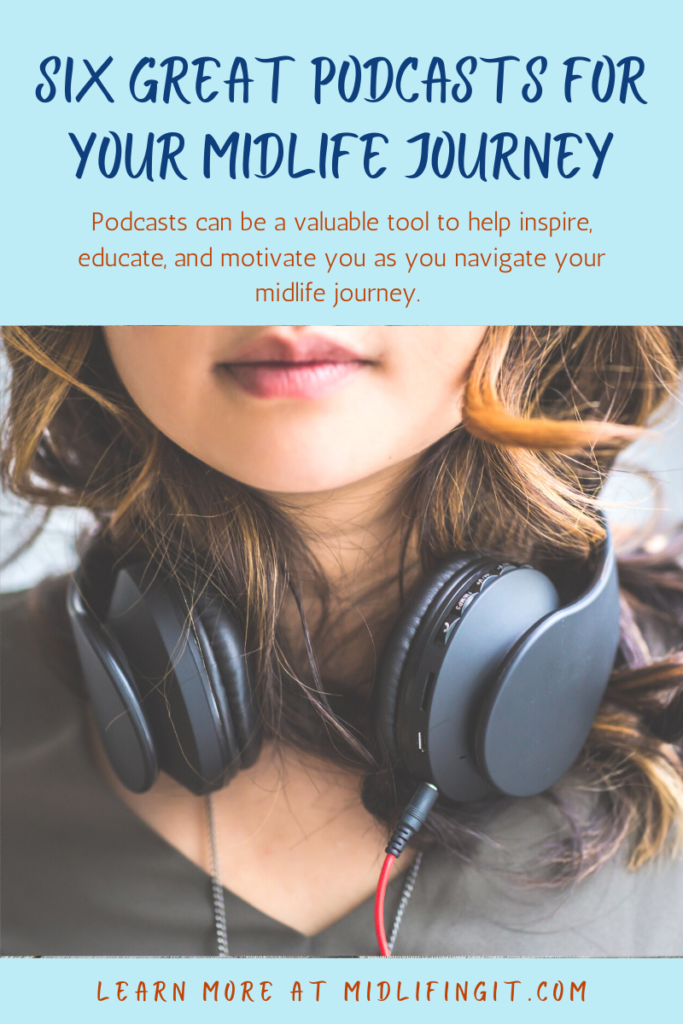 SIX GREAT PODCASTS FOR
YOUR MIDLIFE JOURNEY
Podcasts can be a valuable tool to help inspire,
educate, and motivate you as you navigate your
midlife journey.
LEARN MORE AT MIDLIFINGIT.COM